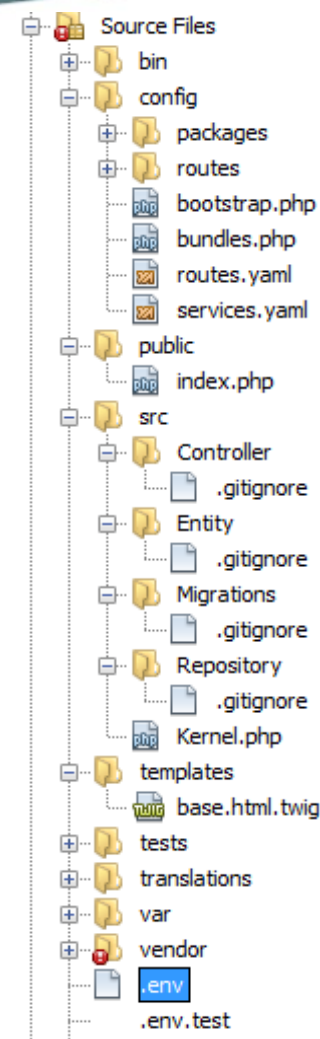 Source Files
bin
config
packages
routes
bootstrap.php
bundles.php
routes.yaml
services.yaml
public
index.php
src
Controller
.gitignore
Entity
.gitignore
Migrations
.gitignore
Repository
.gitignore
Kernel.php
templates
base.html.twig
tests
translations
var
vendor
.env
.env.test